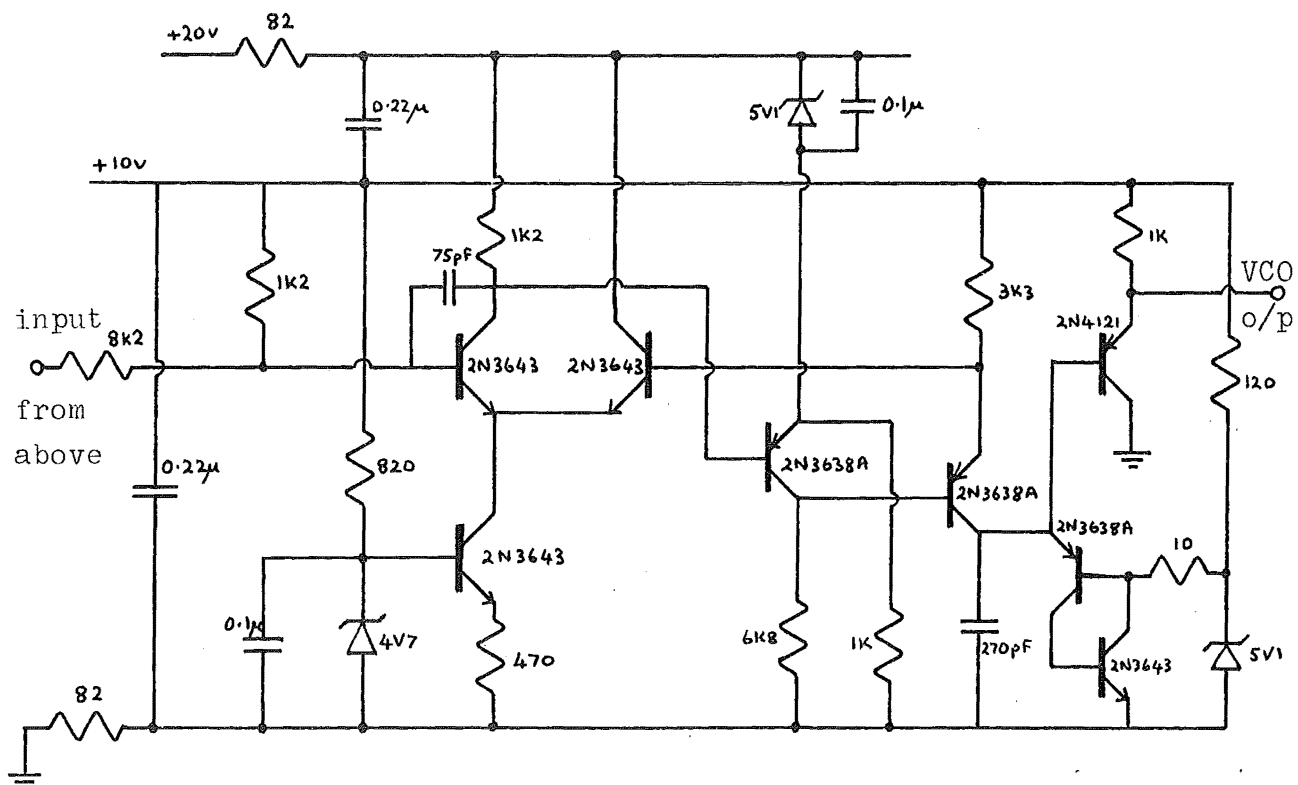 82
+20V
0.22μ
5V1
0.1μ
+10V
1K2
75pF
1K2
3K3
1K
VCO
o/p
2N4121
input
8K2
from
above
2N3643
2N3643
120
0.22μ
820
2N3638A
2N3638A
2N3638A
10
2N3643
0.1μ
4V7
470
6K8
1K
270pF
2N3643
5V1
82